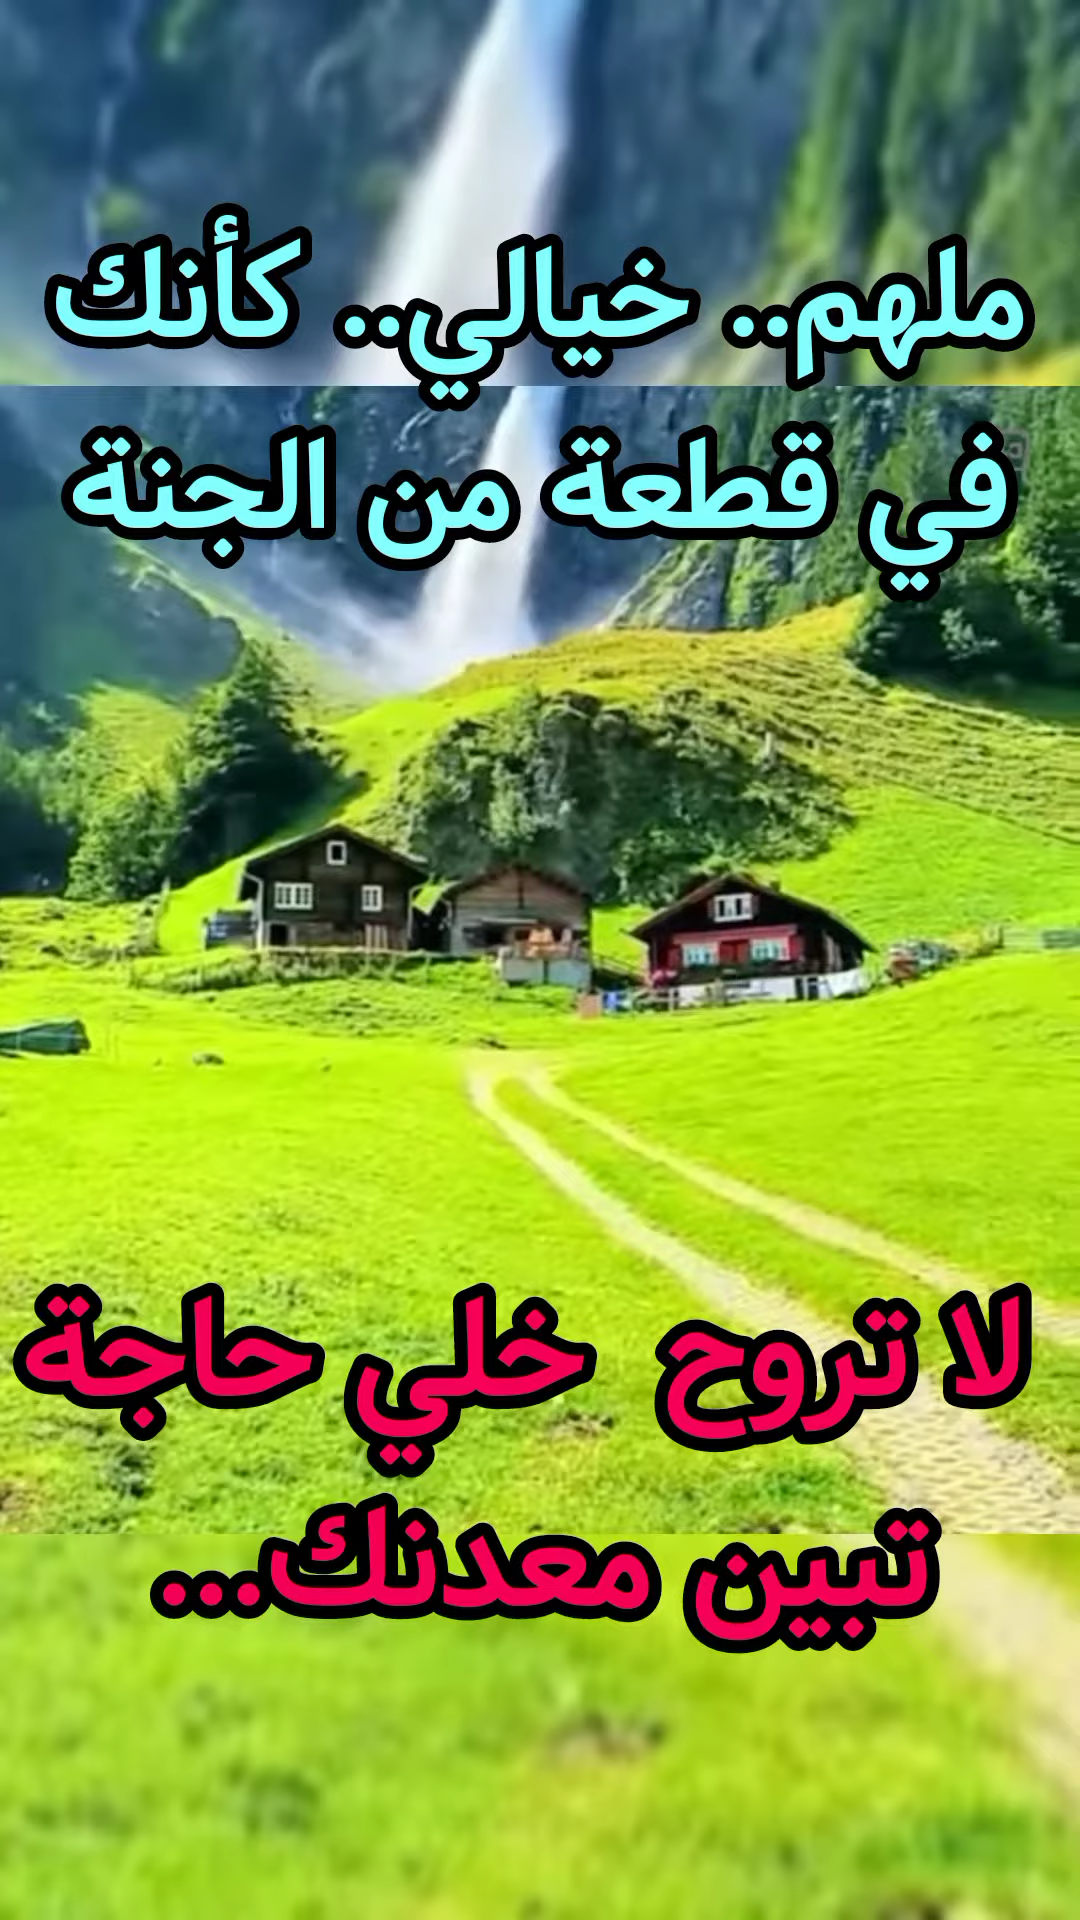 ملهم.. خيالي.. كأنك
في قطعة من الجنة
لا تروح خلي حاجة
تبين معدنك...